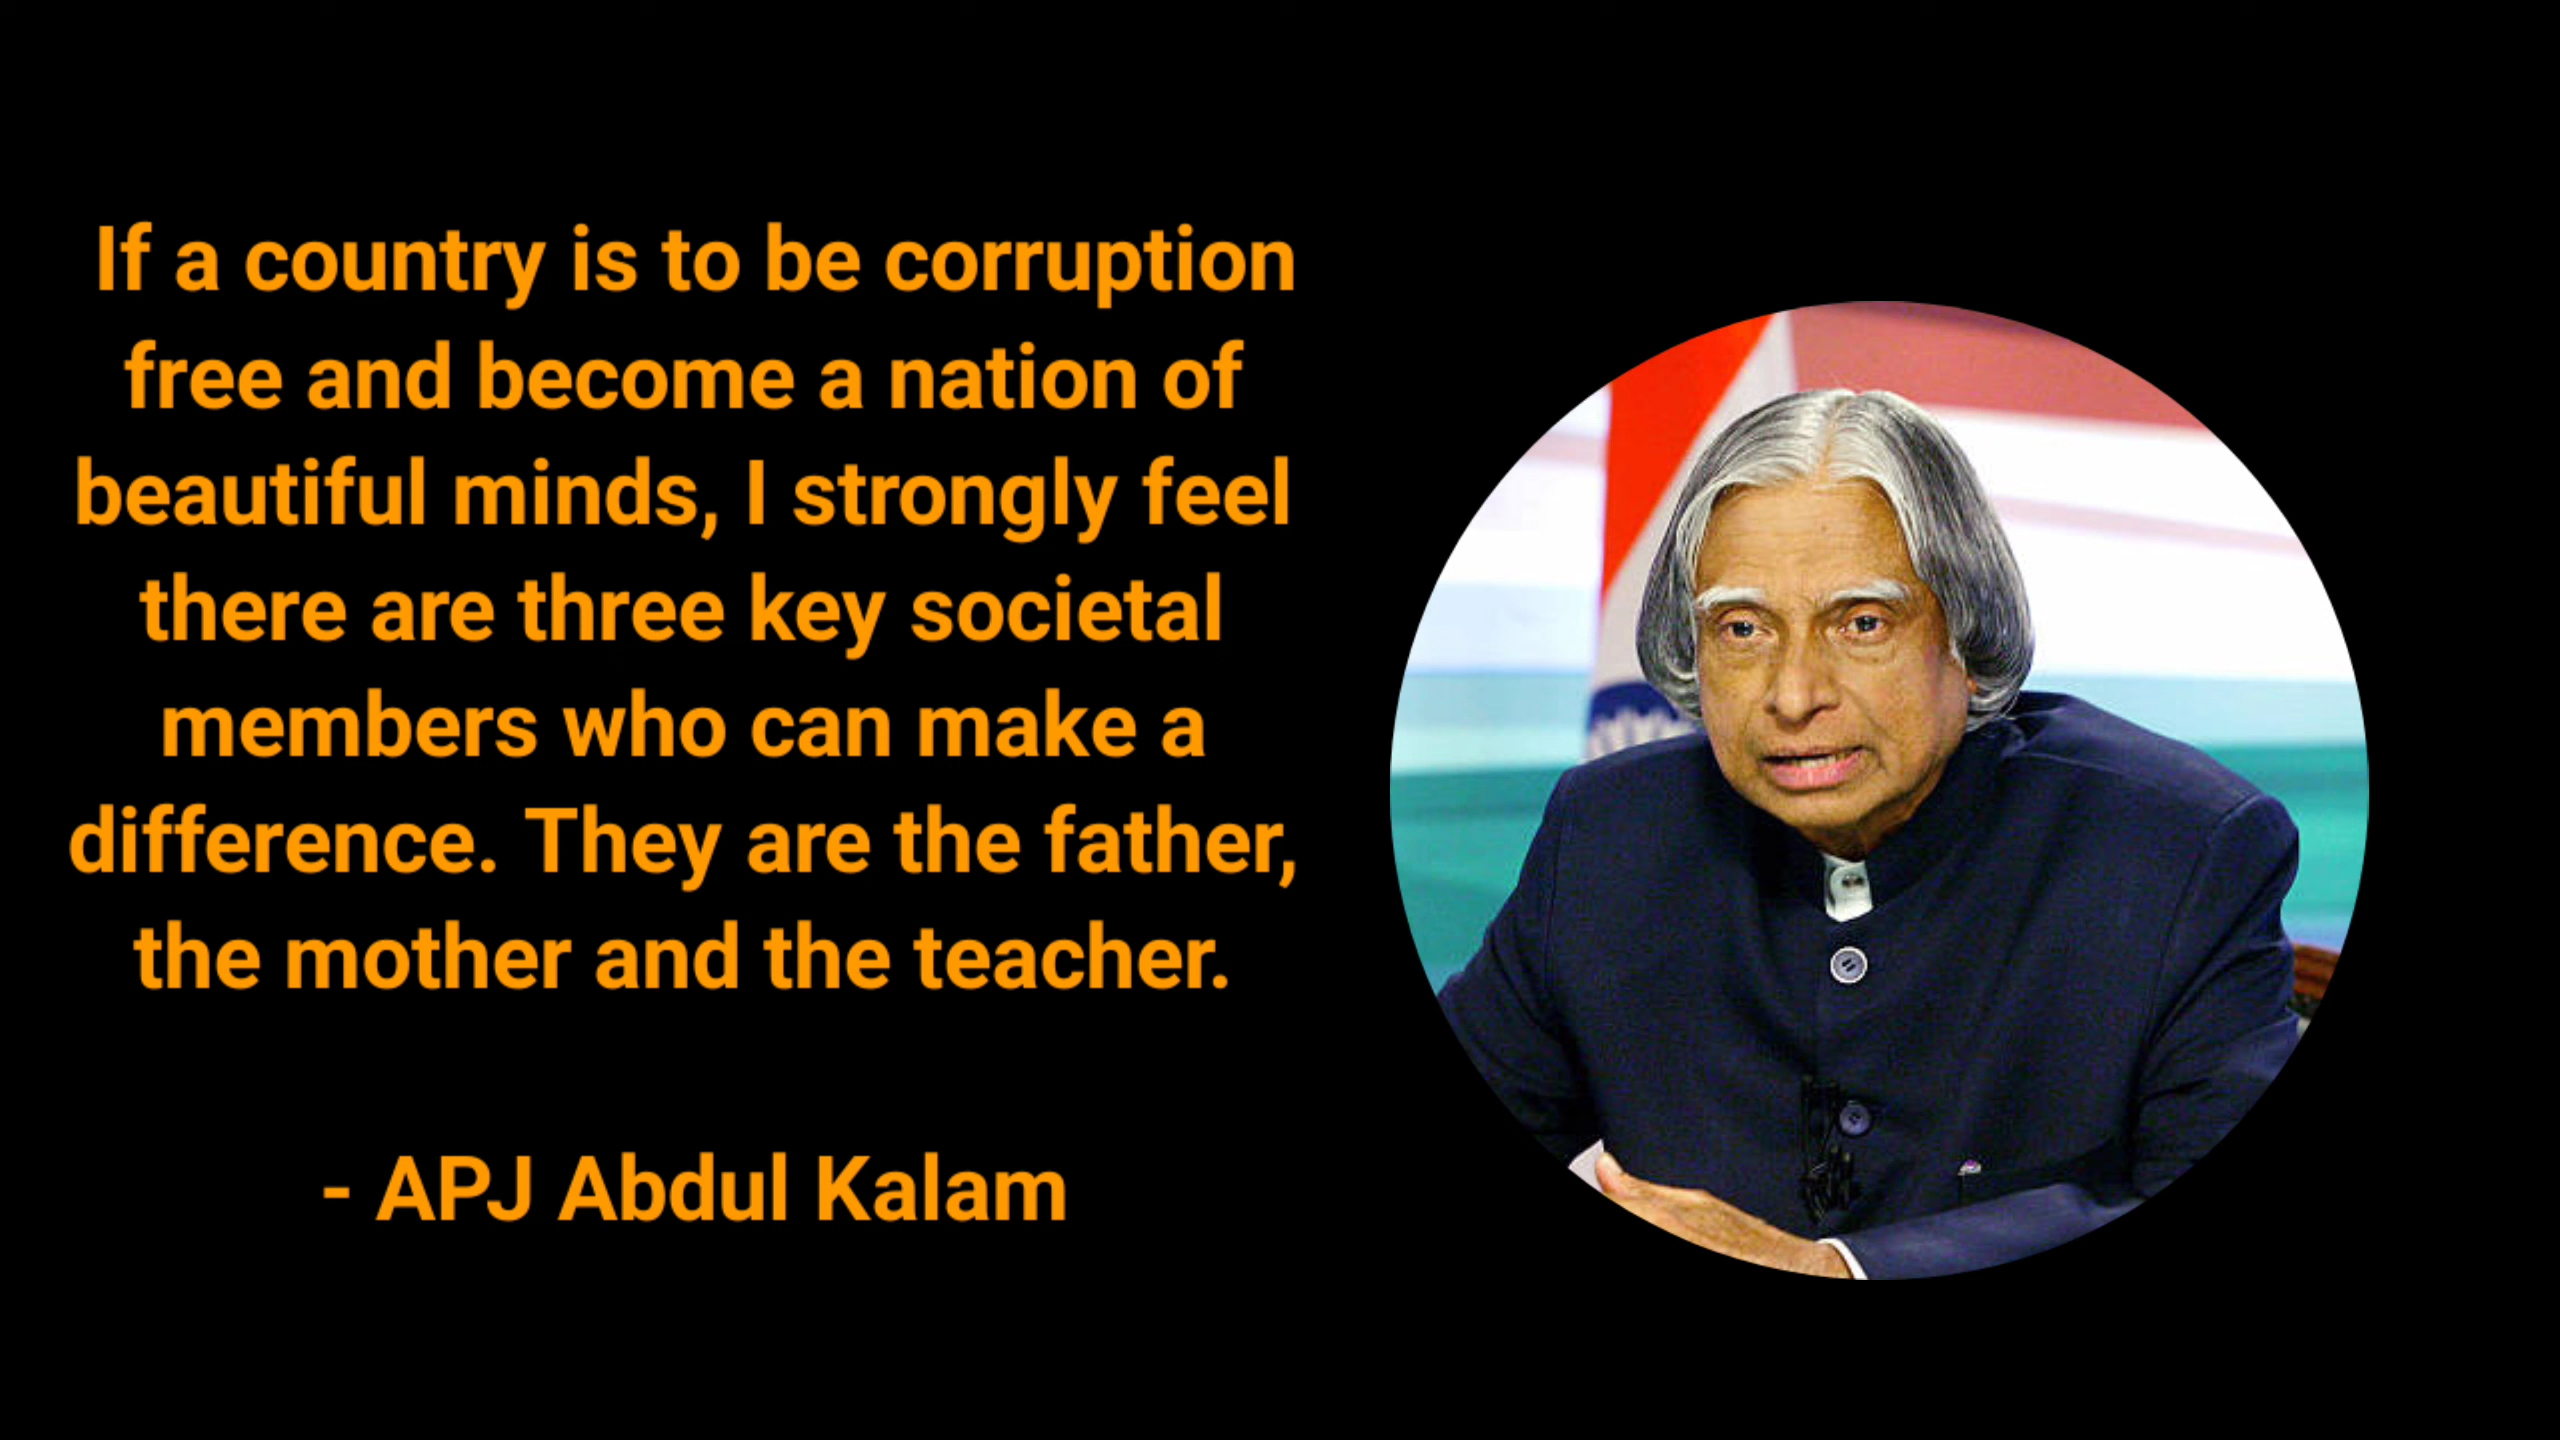 If a country is to be corruption
free and become a nation of
beautiful minds, I strongly feel
there are three key societal
members who can make a
difference. They are the father,
the mother and the teacher.
- APJ Abdul Kalam